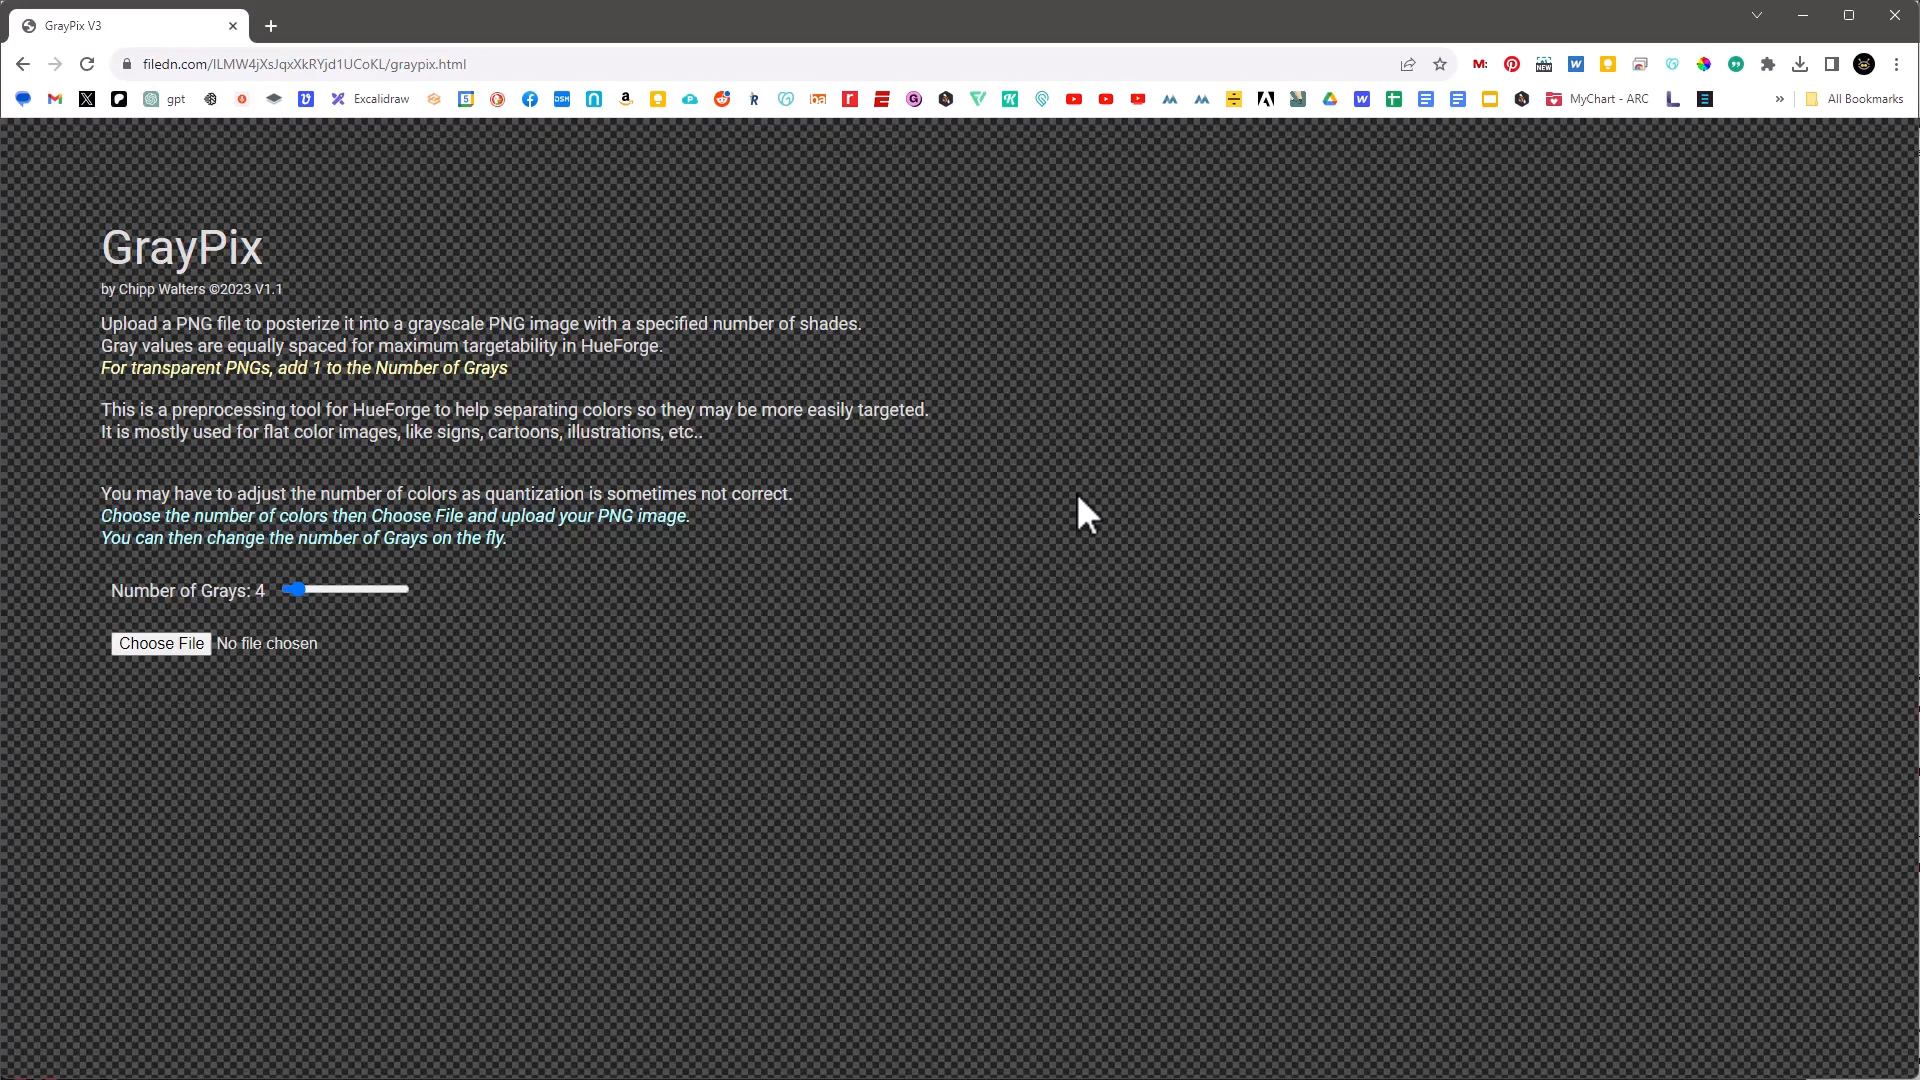 GrayPix V3
filedn.com/lLMW4jXsJqxXkRYjd1UCoKL/graypix.html
gpt
Excalidraw
MyChart - ARC
All Bookmarks
GrayPix
by Chipp Walters ©2023 V1.1
Upload a PNG file to posterize it into a grayscale PNG image with a specified number of shades.
Gray values are equally spaced for maximum targetability in HueForge.
For transparent PNGs, add 1 to the Number of Grays
This is a preprocessing tool for HueForge to help separating colors so they may be more easily targeted.
It is mostly used for flat color images, like signs, cartoons, illustrations, etc..
You may have to adjust the number of colors as quantization is sometimes not correct.
Choose the number of colors then Choose File and upload your PNG image.
You can then change the number of Grays on the fly.
Number of Grays: 4
Choose File No file chosen